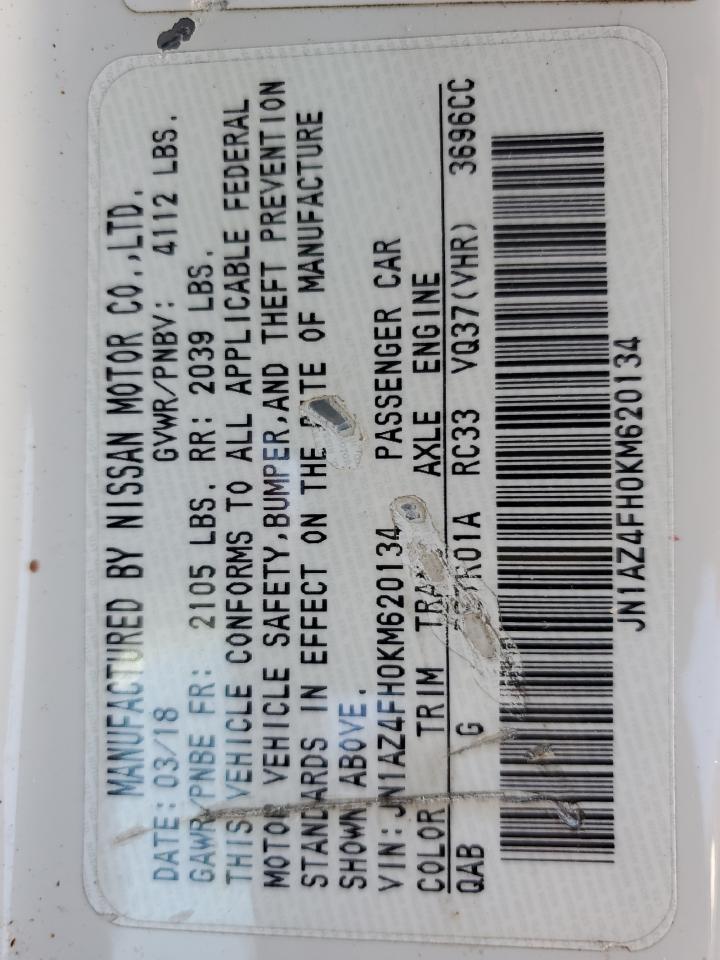 MANUFACTURED BY NISSAN MOTOR CO.,LTD.
DATE: 03/18 GVWR/PNBV: 4112 LBS.
GAWR/PNBE FR: 2105 LBS. RR: 2039 LBS.
THIS VEHICLE CONFORMS TO ALL APPLICABLE FEDERAL
MOTOR VEHICLE SAFETY,BUMPER,AND THEFT PREVENTION
STANDARDS IN EFFECT ON THE OF MANUFACTURE
SHOWN ABOVE.
VIN: JN1AZ4FH0KM620134 PASSENGER CAR
COLOR TRIM AXLE ENGINE
QAB G RC33 VQ37(VHR) 3696CC
JN1AZ4FH0KM620134